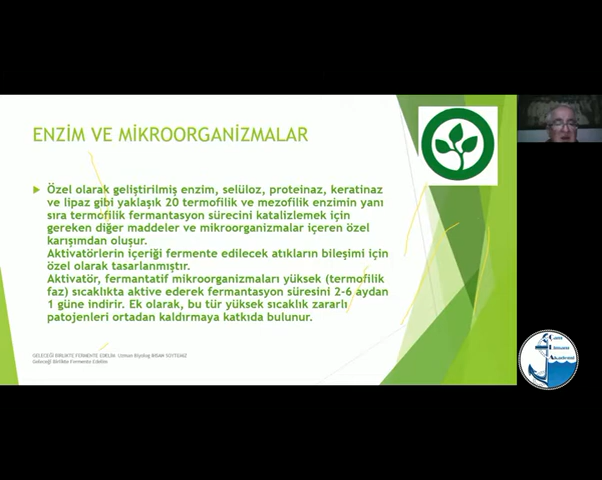 ENZİM VE MİKROORGANİZMALAR
Özel olarak geliştirilmiş enzim, selüloz, proteinaz, keratinaz
ve lipaz gibi yaklaşık 20 termofilik ve mezofilik enzimin yanı
sıra termofilik fermantasyon sürecini katalizlemek için
gereken diğer maddeler ve mikroorganizmalar içeren özel
karışımdan oluşur.
Aktivatörlerin içeriği fermente edilecek atıkların bileşimi için
özel olarak tasarlanmıştır.
Aktivatör, fermantatif mikroorganizmaları yüksek (termofilik
faz) sıcaklıkta aktive ederek fermantasyon süresini 2-6 aydan
1 güne indirir. Ek olarak, bu tür yüksek sıcaklık zararlı
patojenleri ortadan kaldırmaya katkıda bulunur.
GELECEĞİ BİRLİKTE FERMENTE EDELİM Uzman Biyolog
Geleceği Birlikte Fermente Edelim
Akademi